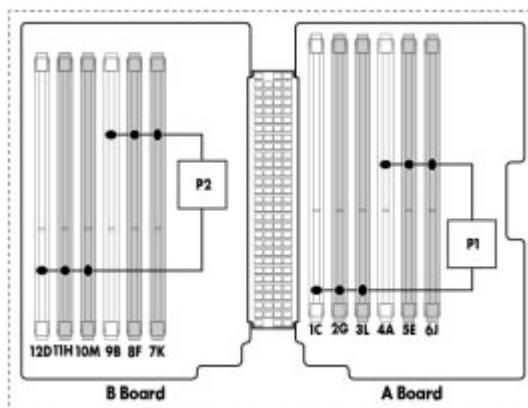 P2
P1
12D 11H 10M 9B 8F 7K
1C 2G 3L 4A 5E 6J
B Board
A Board